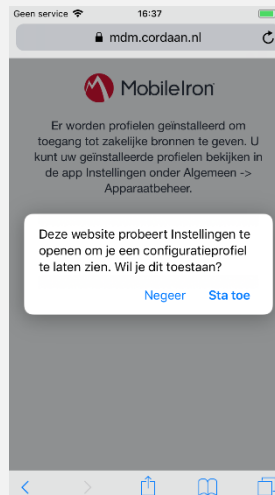 Geen service 16:37
mdm.cordaan.nl
MobileIron
Er worden profielen geïnstalleerd om
toegang tot zakelijke bronnen te geven. U
kunt uw geïnstalleerde profielen bekijken in
de app Instellingen onder Algemeen ->
Apparaatbeheer.
Deze website probeert Instellingen te
openen om je een configuratieprofiel
te laten zien. Wil je dit toestaan?
Negeer Sta toe